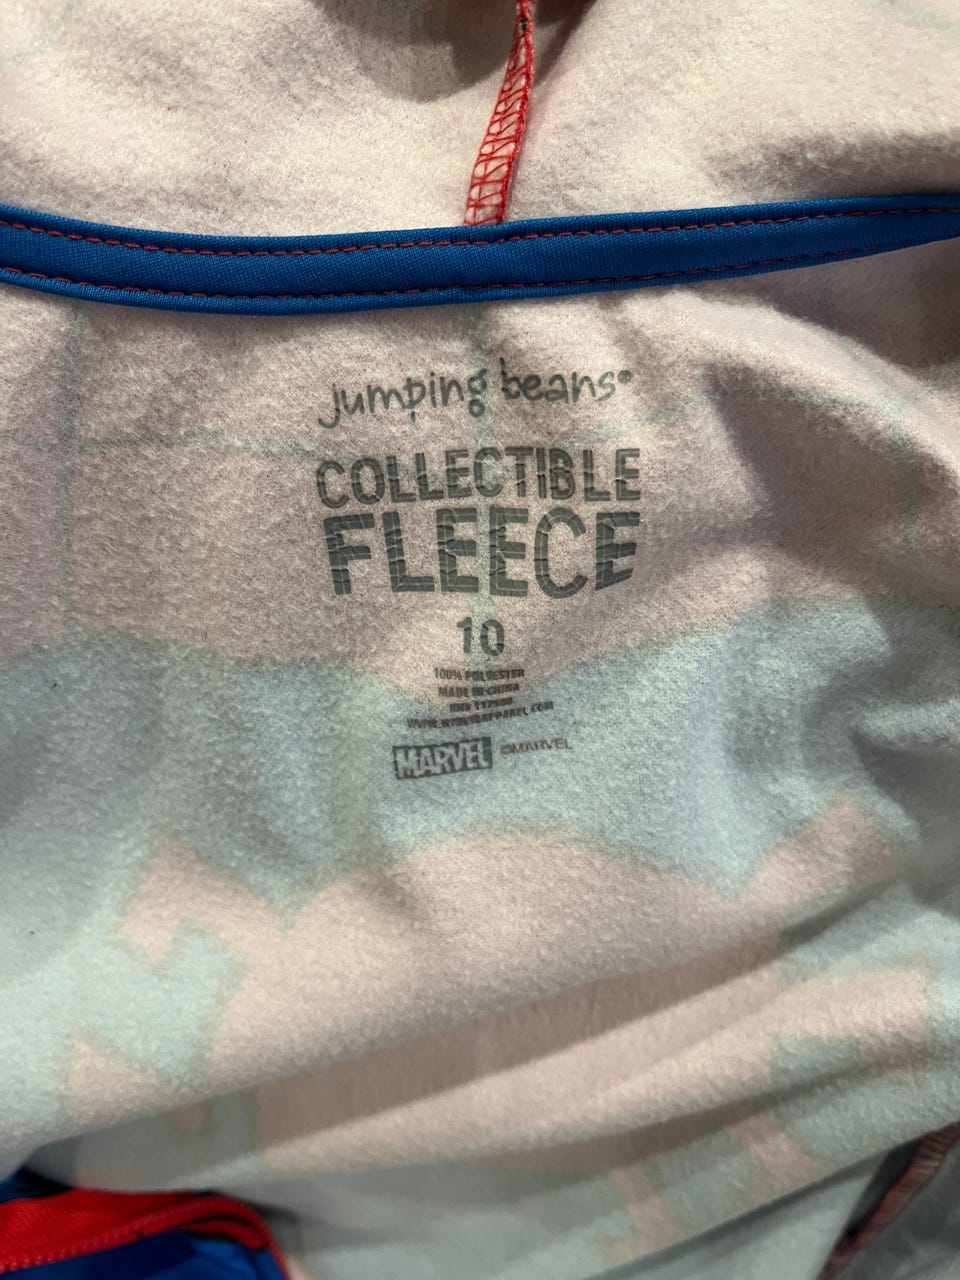 jumping beans®
COLLECTIBLE
FLEECE
10
100% POLYESTER
MADE IN CHINA
MARVEL ©MARVEL